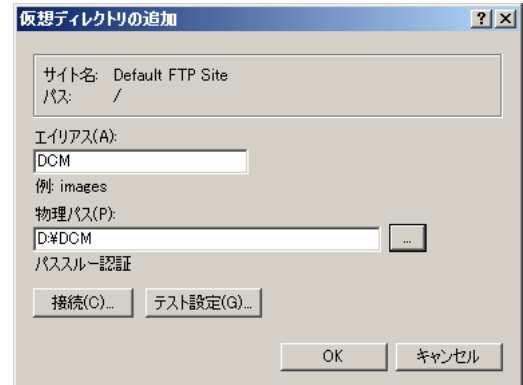 仮想ディレクトリの追加
サイト名: Default FTP Site
パス: /
エイリアス(A):
DCM
例: images
物理パス(P):
D:¥DCM
...
パススルー認証
接続(C)...
テスト設定(G)...
OK
キャンセル